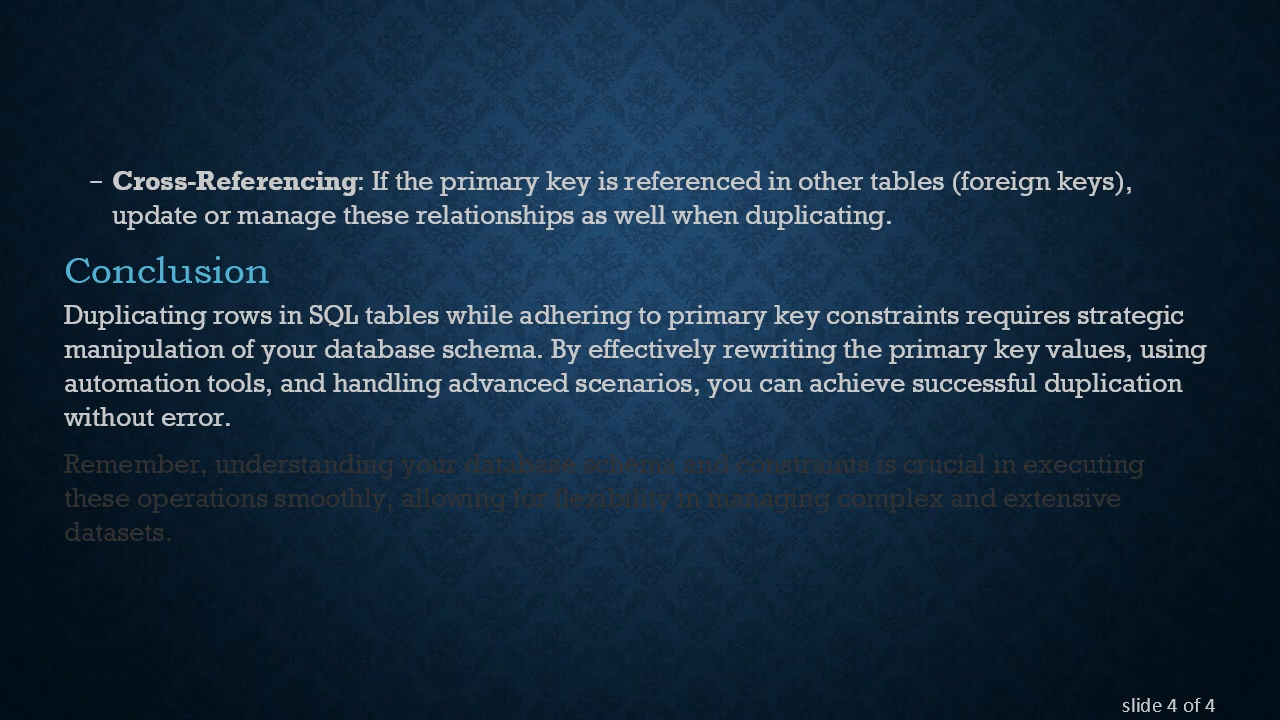 – Cross-Referencing: If the primary key is referenced in other tables (foreign keys),
update or manage these relationships as well when duplicating.
Conclusion
Duplicating rows in SQL tables while adhering to primary key constraints requires strategic
manipulation of your database schema. By effectively rewriting the primary key values, using
automation tools, and handling advanced scenarios, you can achieve successful duplication
without error.
Remember, understanding your database schema and constraints is crucial in executing
these operations smoothly, allowing for flexibility in managing complex and extensive
datasets.
slide 4 of 4